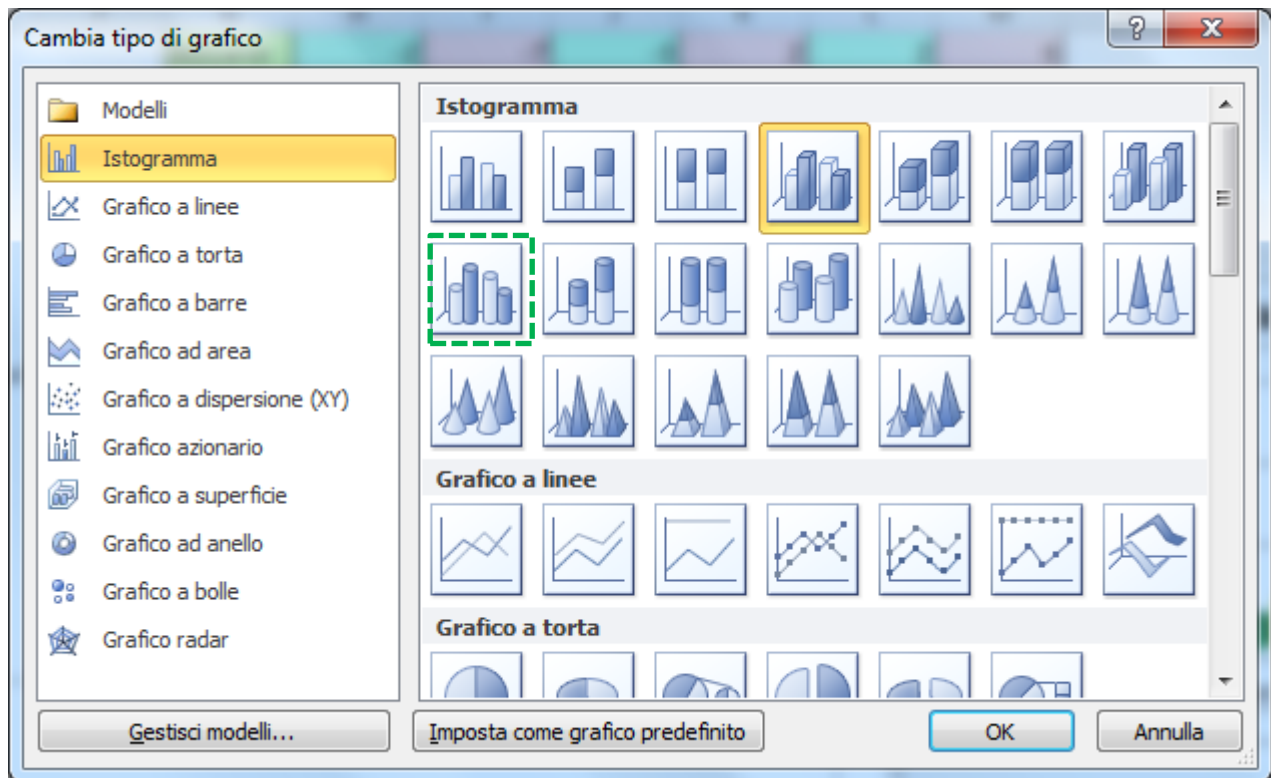 Cambia tipo di grafico
Modelli
Istogramma
Grafico a linee
Grafico a torta
Grafico a barre
Grafico ad area
Grafico a dispersione (XY)
Grafico azionario
Grafico a superficie
Grafico ad anello
Grafico a bolle
Grafico radar
Istogramma
Grafico a linee
Grafico a torta
Gestisci modelli...
Imposta come grafico predefinito
OK
Annulla